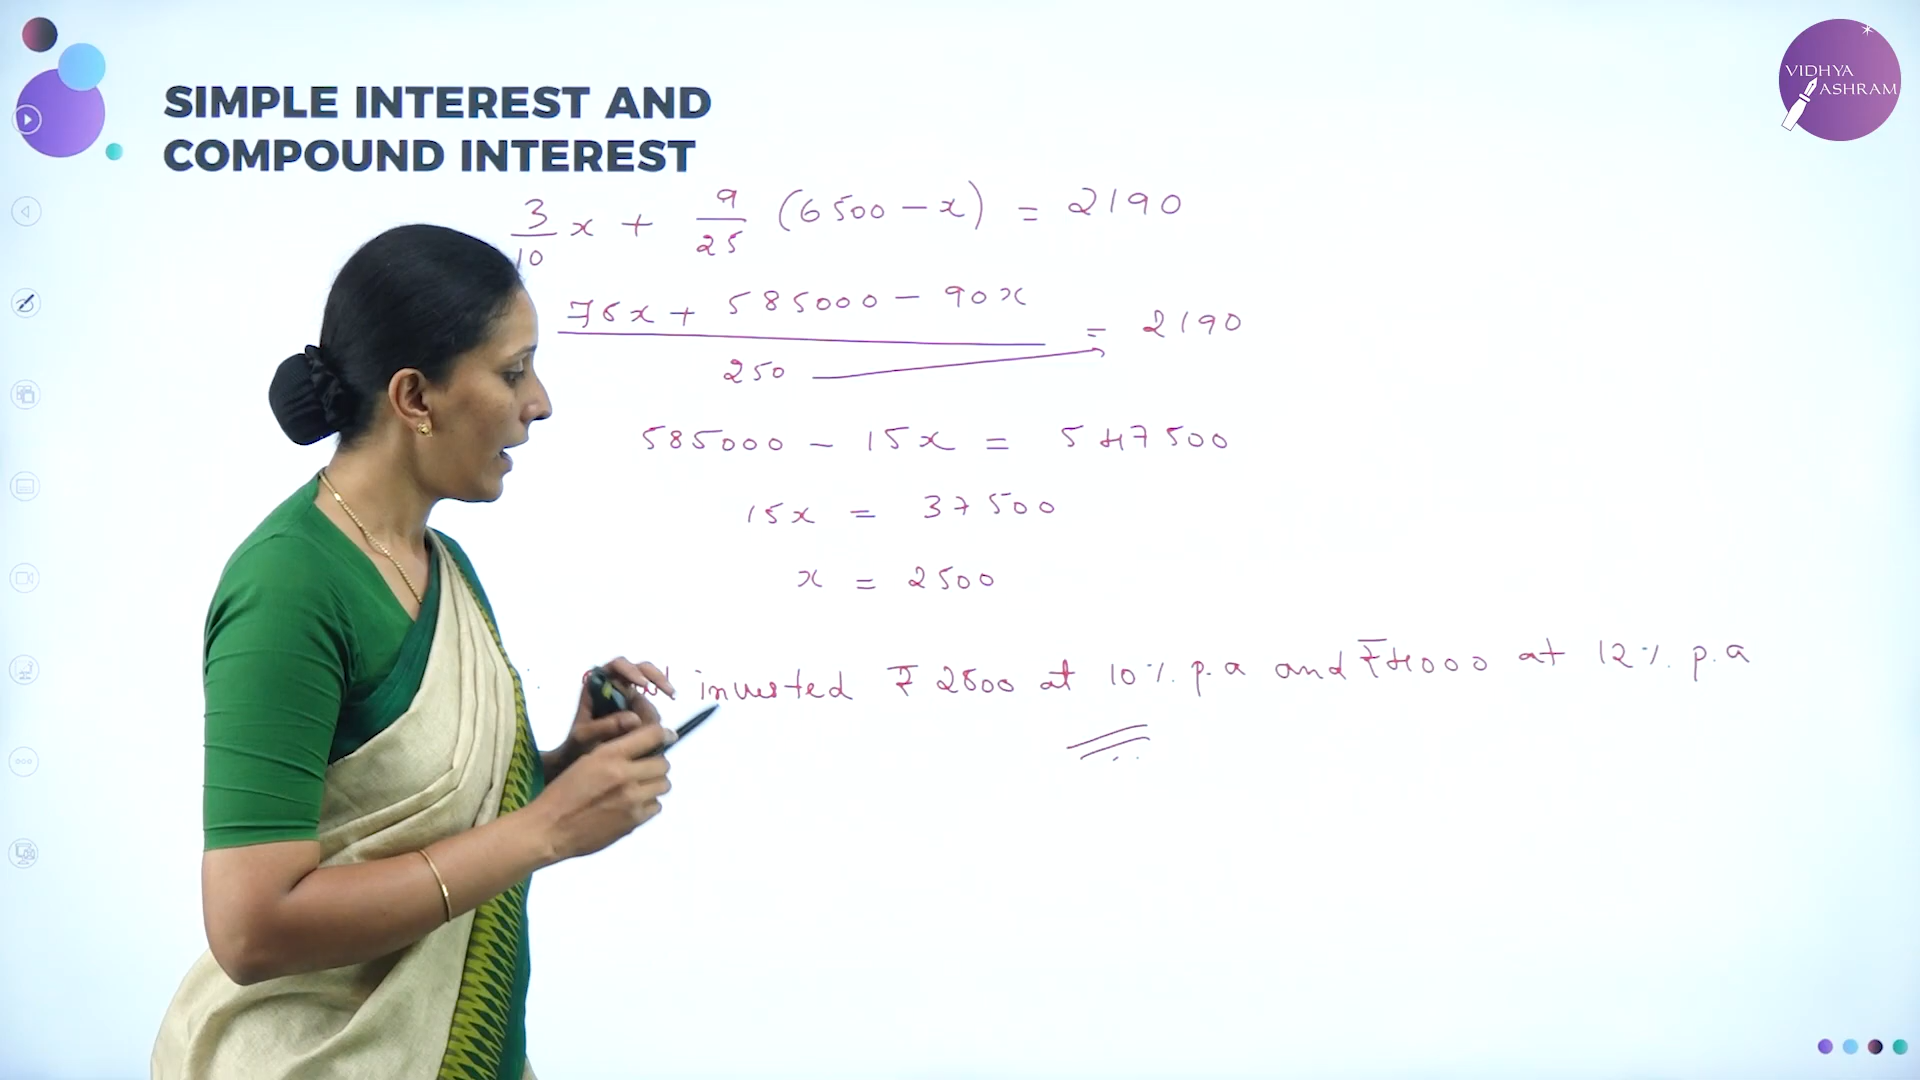 SIMPLE INTEREST AND
COMPOUND INTEREST
VIDHYA
ASHRAM
3/10 x + 9/25 (6500 - x) = 2190
75x + 585000 - 90x / 250 = 2190
585000 - 15x = 547500
15x = 37500
x = 2500
invested ₹ 2500 at 10%. p.a and ₹4000 at 12%. p.a